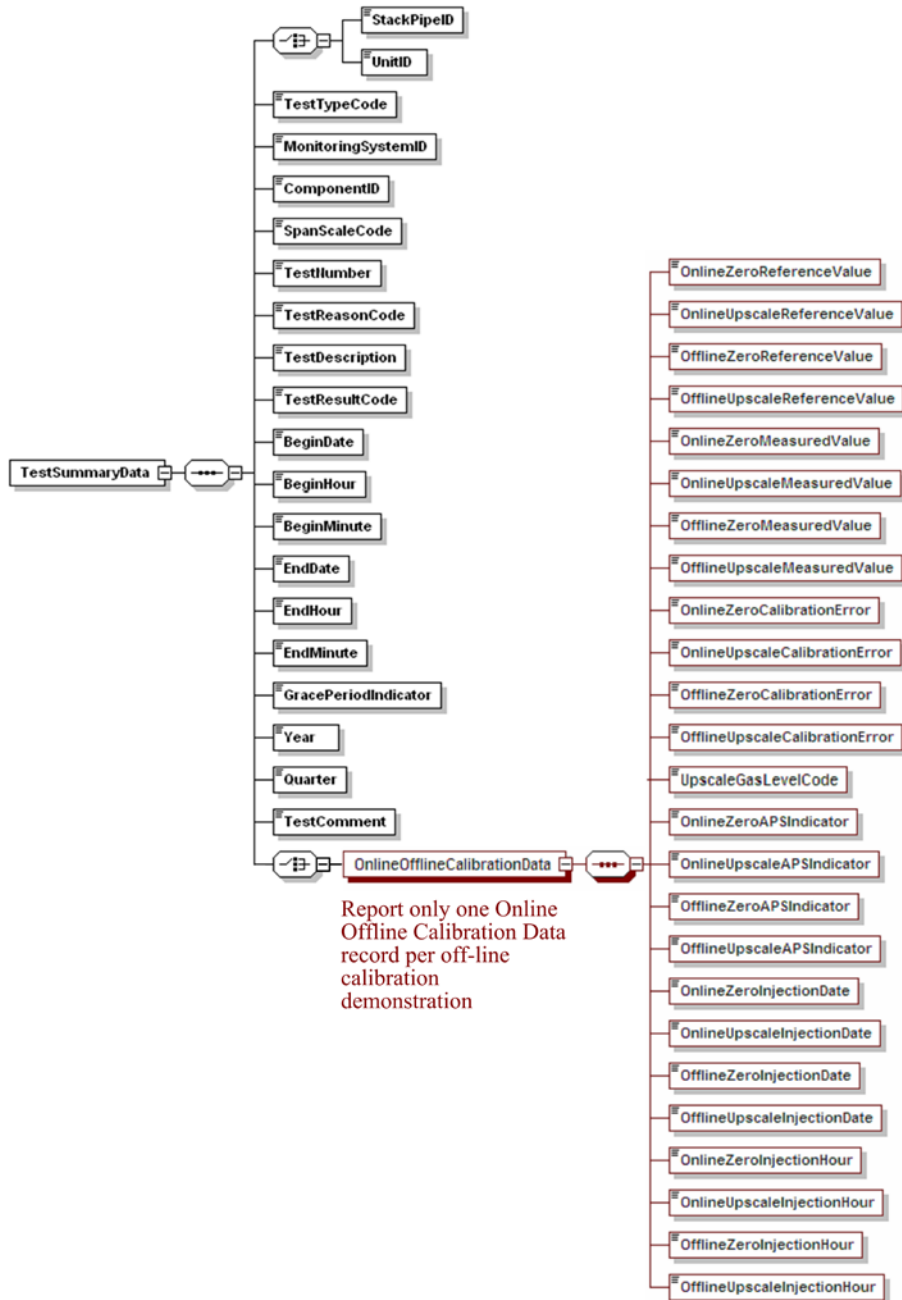 StackPipeID
UnitID
TestTypeCode
MonitoringSystemID
ComponentID
SpanScaleCode
TestNumber
TestReasonCode
TestDescription
TestResultCode
BeginDate
TestSummaryData
BeginHour
BeginMinute
EndDate
EndHour
EndMinute
GracePeriodIndicator
Year
Quarter
TestComment
OnlineOfflineCalibrationData
Report only one Online
Offline Calibration Data
record per off-line
calibration
demonstration
OnlineZeroReferenceValue
OnlineUpscaleReferenceValue
OfflineZeroReferenceValue
OfflineUpscaleReferenceValue
OnlineZeroMeasuredValue
OnlineUpscaleMeasuredValue
OfflineZeroMeasuredValue
OfflineUpscaleMeasuredValue
OnlineZeroCalibrationError
OnlineUpscaleCalibrationError
OfflineZeroCalibrationError
OfflineUpscaleCalibrationError
UpscaleGasLevelCode
OnlineZeroAPSIndicator
OnlineUpscaleAPSIndicator
OfflineZeroAPSIndicator
OfflineUpscaleAPSIndicator
OnlineZeroInjectionDate
OnlineUpscaleInjectionDate
OfflineZeroInjectionDate
OfflineUpscaleInjectionDate
OnlineZeroInjectionHour
OnlineUpscaleInjectionHour
OfflineZeroInjectionHour
OfflineUpscaleInjectionHour